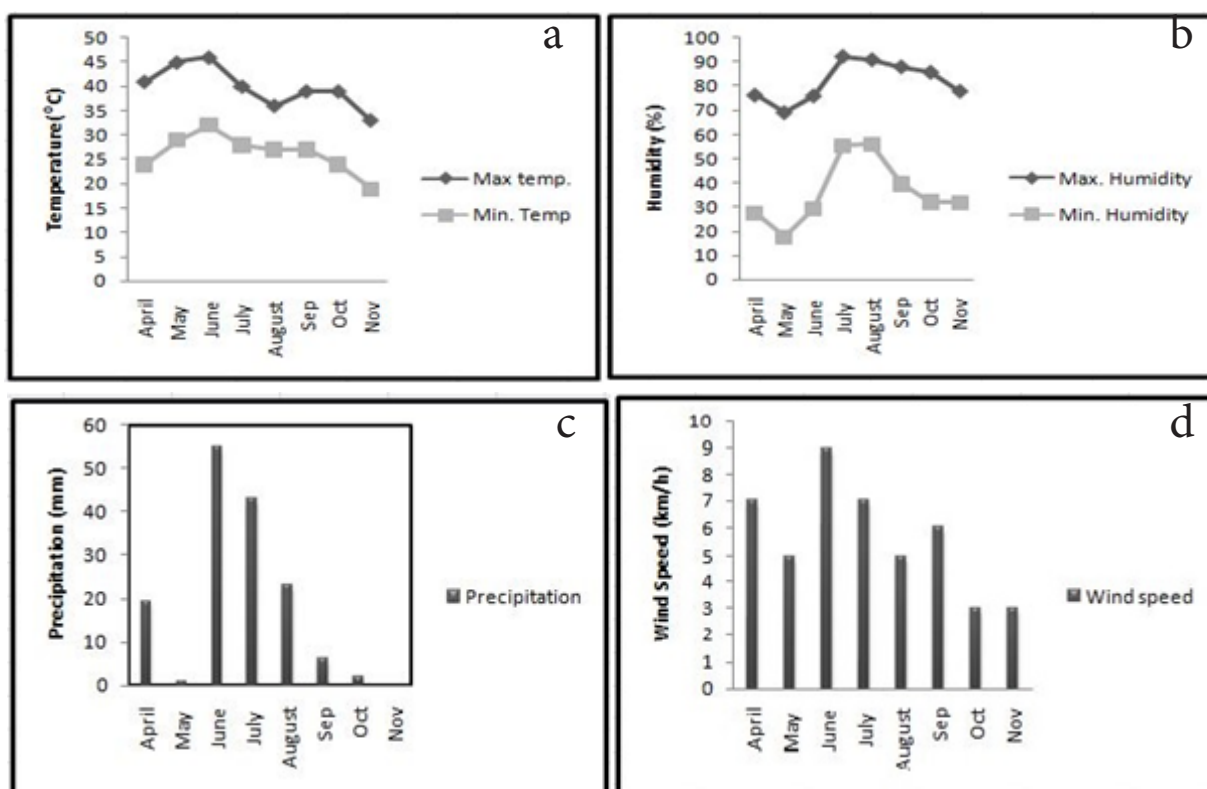 a
Temperature(°C)
50
45
40
35
30
25
20
15
10
5
0
April
May
June
July
August
Sep
Oct
Nov
Max temp.
Min. Temp
b
Humidity (%)
100
90
80
70
60
50
40
30
20
10
0
April
May
June
July
August
Sep
Oct
Nov
Max. Humidity
Min. Humidity
c
Precipitation (mm)
60
50
40
30
20
10
0
April
May
June
July
August
Sep
Oct
Nov
Precipitation
d
Wind Speed (km/h)
10
9
8
7
6
5
4
3
2
1
0
April
May
June
July
August
Sep
Oct
Nov
Wind speed